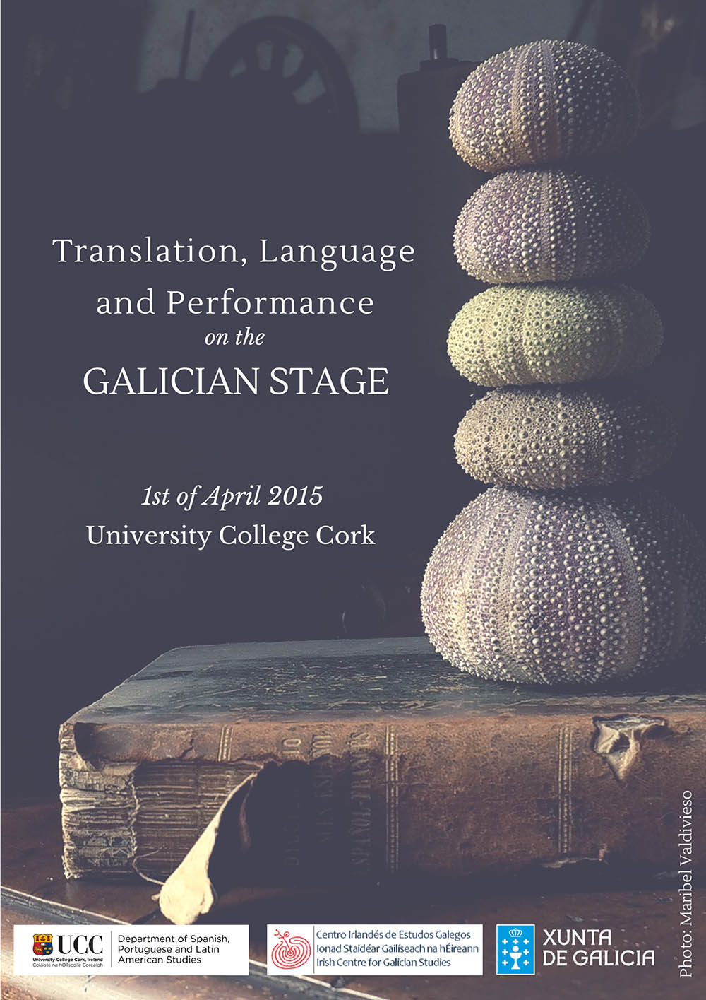 Translation, Language
and Performance
on the
GALICIAN STAGE
1st of April 2015
University College Cork
UCC
University College Cork, Ireland
Coláiste na hOllscoile Corcaigh
Department of Spanish,
Portuguese and Latin
American Studies
Centro Irlandés de Estudos Galegos
Ionad Staidéar Gailíseach na hÉireann
Irish Centre for Galician Studies
XUNTA
DE GALICIA
Photo: Maribel Valdivieso